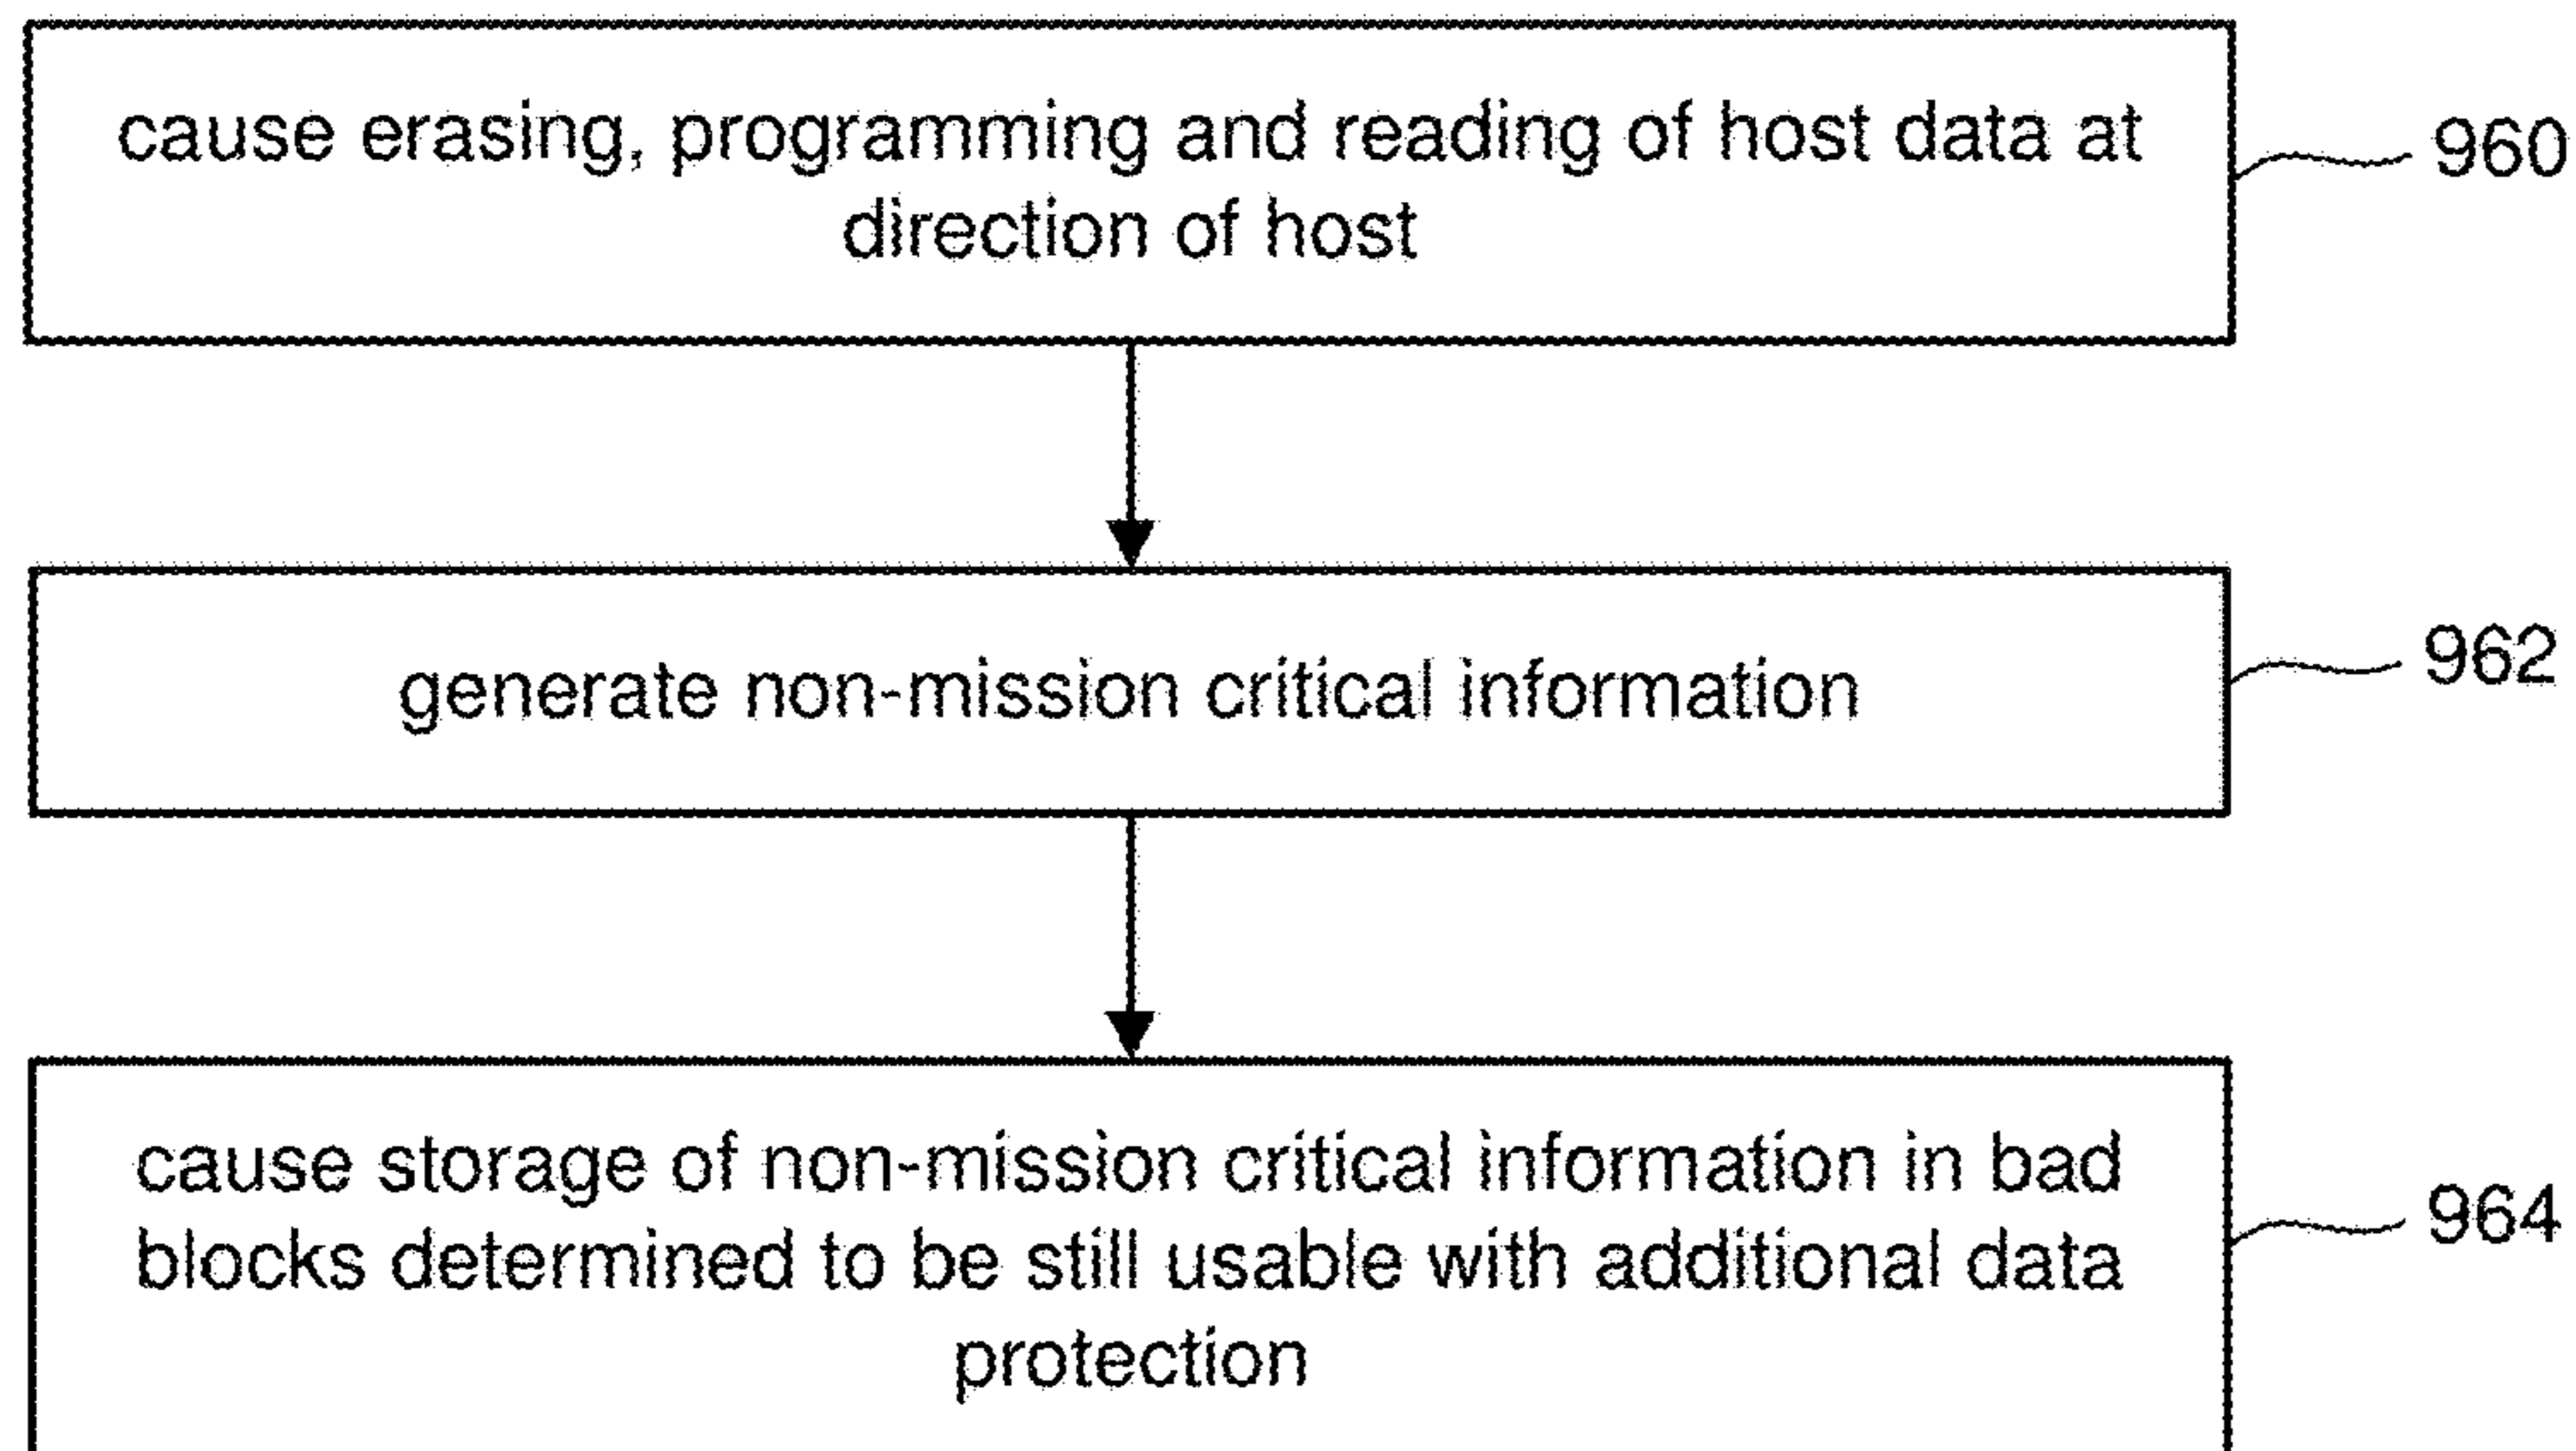 cause erasing, programming and reading of host data at
direction of host
960
generate non-mission critical information
962
cause storage of non-mission critical information in bad
blocks determined to be still usable with additional data
protection
964